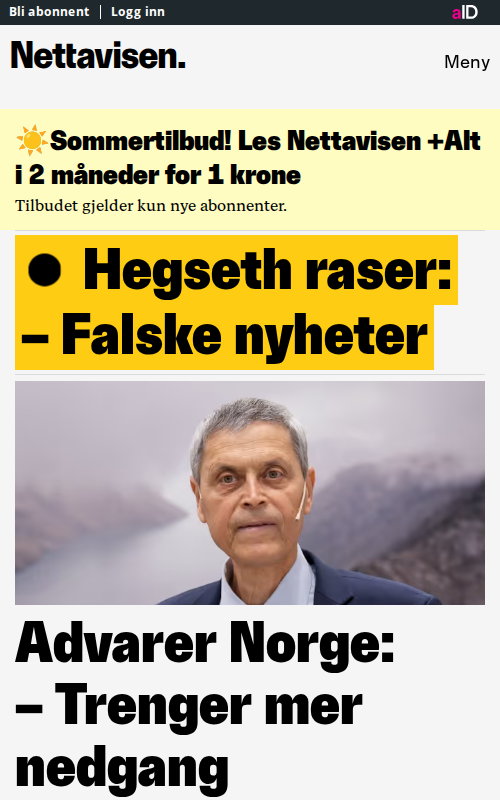 Bli abonnent | Logg inn
aID
Nettavisen.
Meny
☀️Sommertilbud! Les Nettavisen +Alt
i 2 måneder for 1 krone
Tilbudet gjelder kun nye abonnenter.
● Hegseth raser:
– Falske nyheter
Advarer Norge:
– Trenger mer
nedgang